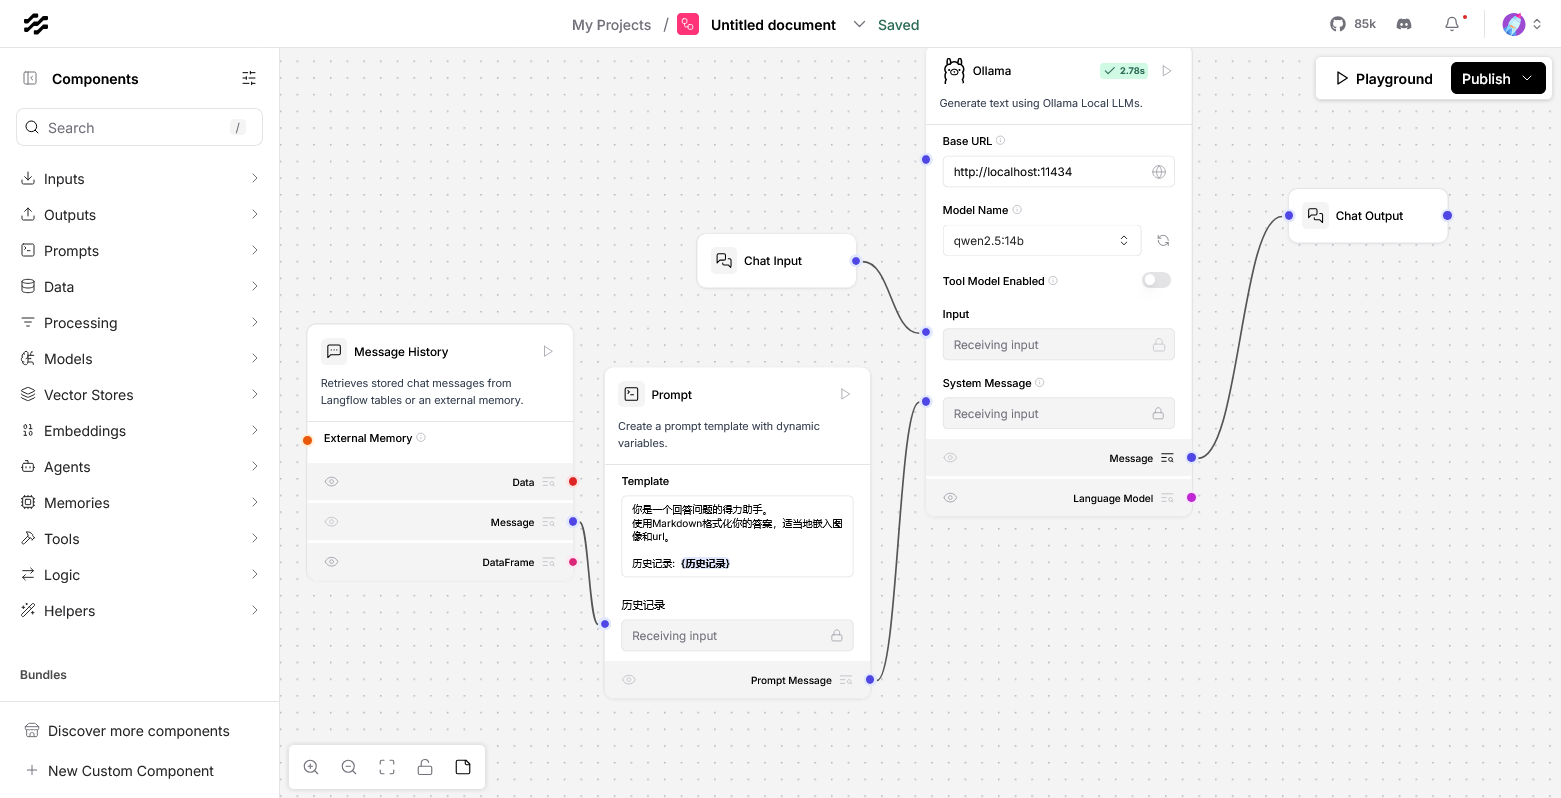 My Projects / Untitled document Saved
85k
Components
Search /
Inputs
Outputs
Prompts
Data
Processing
Models
Vector Stores
Embeddings
Agents
Memories
Tools
Logic
Helpers
Bundles
Discover more components
New Custom Component
Message History
Retrieves stored chat messages from
Langflow tables or an external memory.
External Memory
Data
Message
DataFrame
Prompt
Create a prompt template with dynamic
variables.
Template
你是一个回答问题的得力助手。
使用Markdown格式化你的答案，适当地嵌入图
像和url。
历史记录: {历史记录}
历史记录
Receiving input
Prompt Message
Chat Input
Ollama
2.78s
Generate text using Ollama Local LLMs.
Base URL
http://localhost:11434
Model Name
qwen2.5:14b
Tool Model Enabled
Input
Receiving input
System Message
Receiving input
Message
Language Model
Chat Output
Playground
Publish